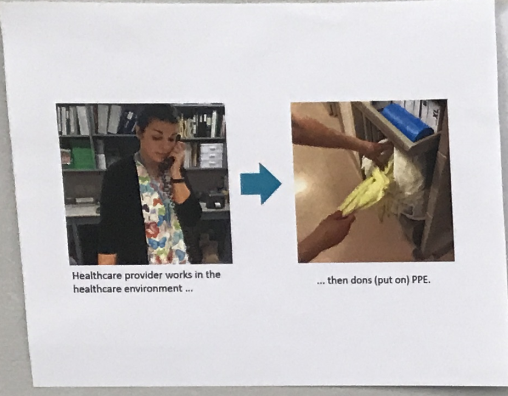 Healthcare provider works in the
healthcare environment ...
... then dons (put on) PPE.